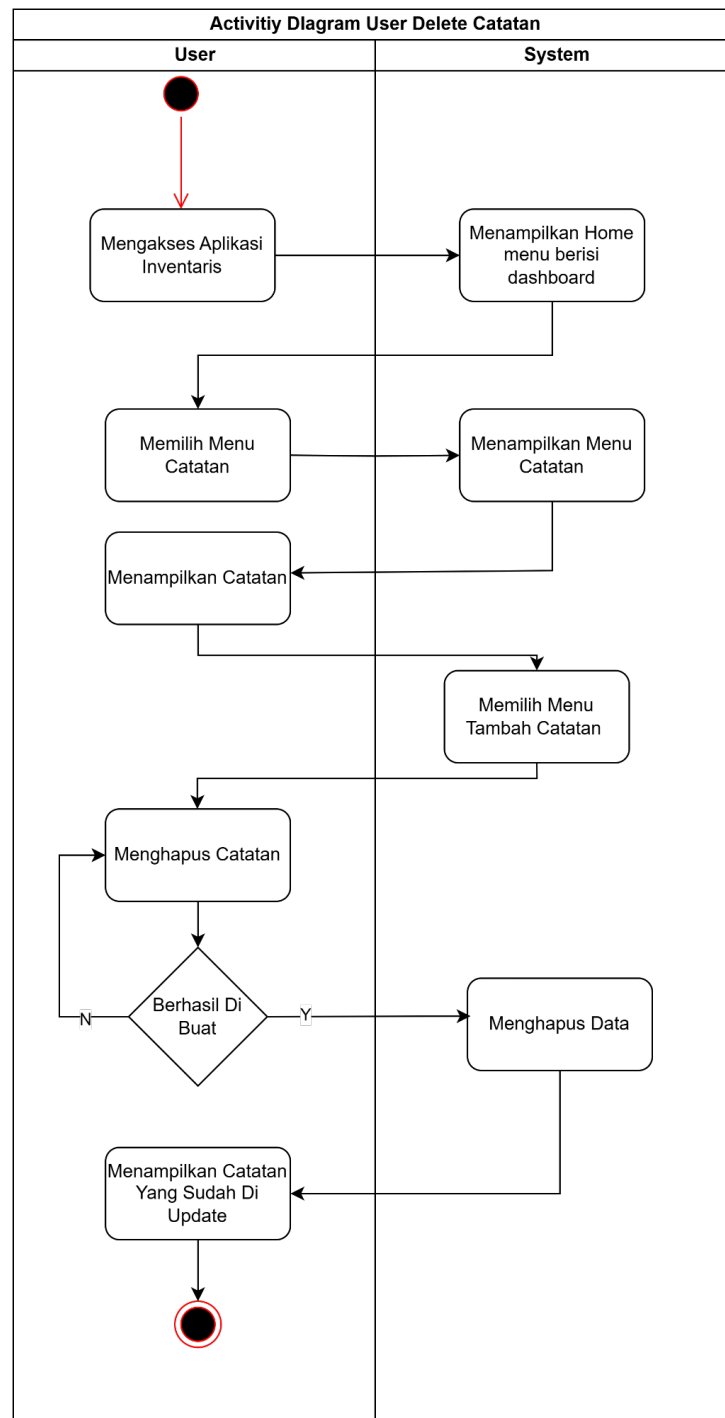 Activitiy DIagram User Delete Catatan
User
System
Mengakses Aplikasi
Inventaris
Menampilkan Home
menu berisi
dashboard
Memilih Menu
Catatan
Menampilkan Menu
Catatan
Menampilkan Catatan
Memilih Menu
Tambah Catatan
Menghapus Catatan
Berhasil Di
Buat
N
Y
Menghapus Data
Menampilkan Catatan
Yang Sudah Di
Update